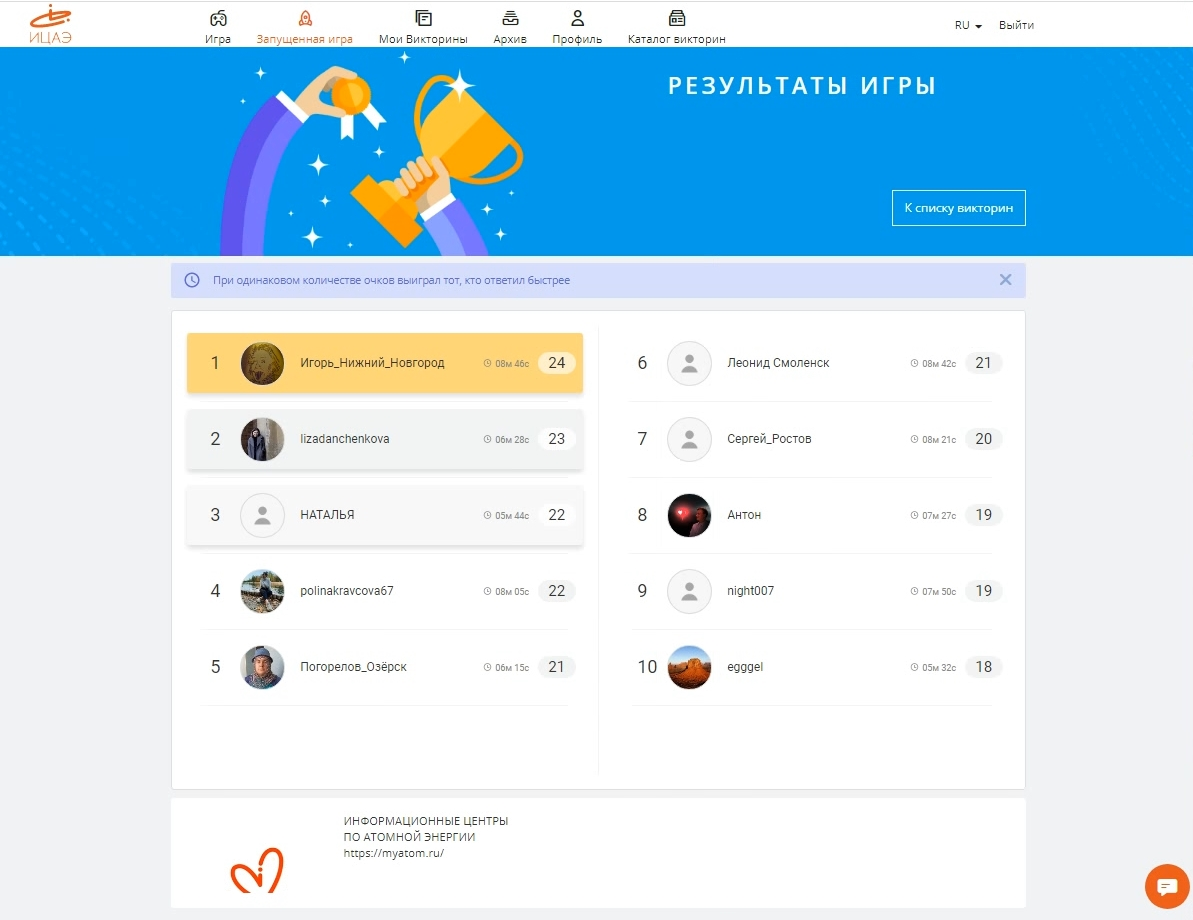 ИЦАЭ
Игра
Запущенная игра
Мои Викторины
Архив
Профиль
Каталог викторин
RU
Выйти
РЕЗУЛЬТАТЫ ИГРЫ
К списку викторин
При одинаковом количестве очков выиграл тот, кто ответил быстрее
1 Игорь_Нижний_Новгород 08м 46с 24
2 lizadanchenkova 06м 28с 23
3 НАТАЛЬЯ 05м 44с 22
4 polinakravcova67 08м 05с 22
5 Погорелов_Озёрск 06м 15с 21
6 Леонид Смоленск 08м 42с 21
7 Сергей_Ростов 08м 21с 20
8 Антон 07м 27с 19
9 night007 07м 50с 19
10 egggel 05м 32с 18
ИНФОРМАЦИОННЫЕ ЦЕНТРЫ
ПО АТОМНОЙ ЭНЕРГИИ
https://myatom.ru/